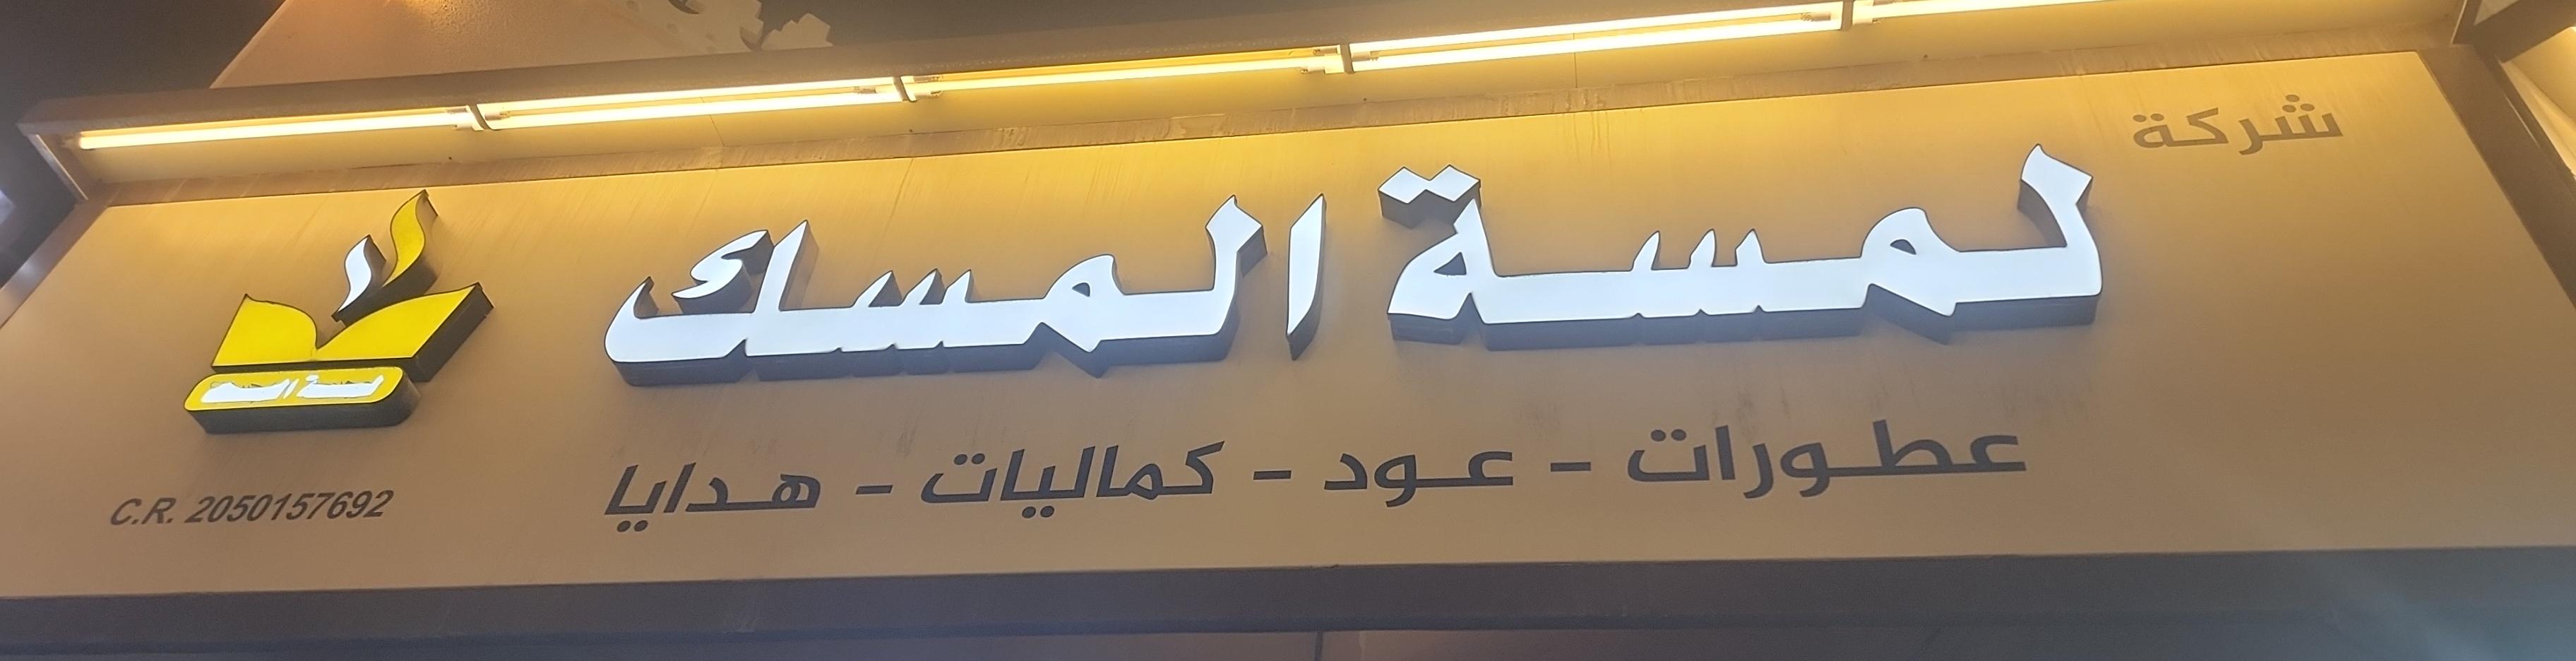 شركة
لمسة المسك
عطورات - عود - كماليات - هدايا
C.R. 2050157692